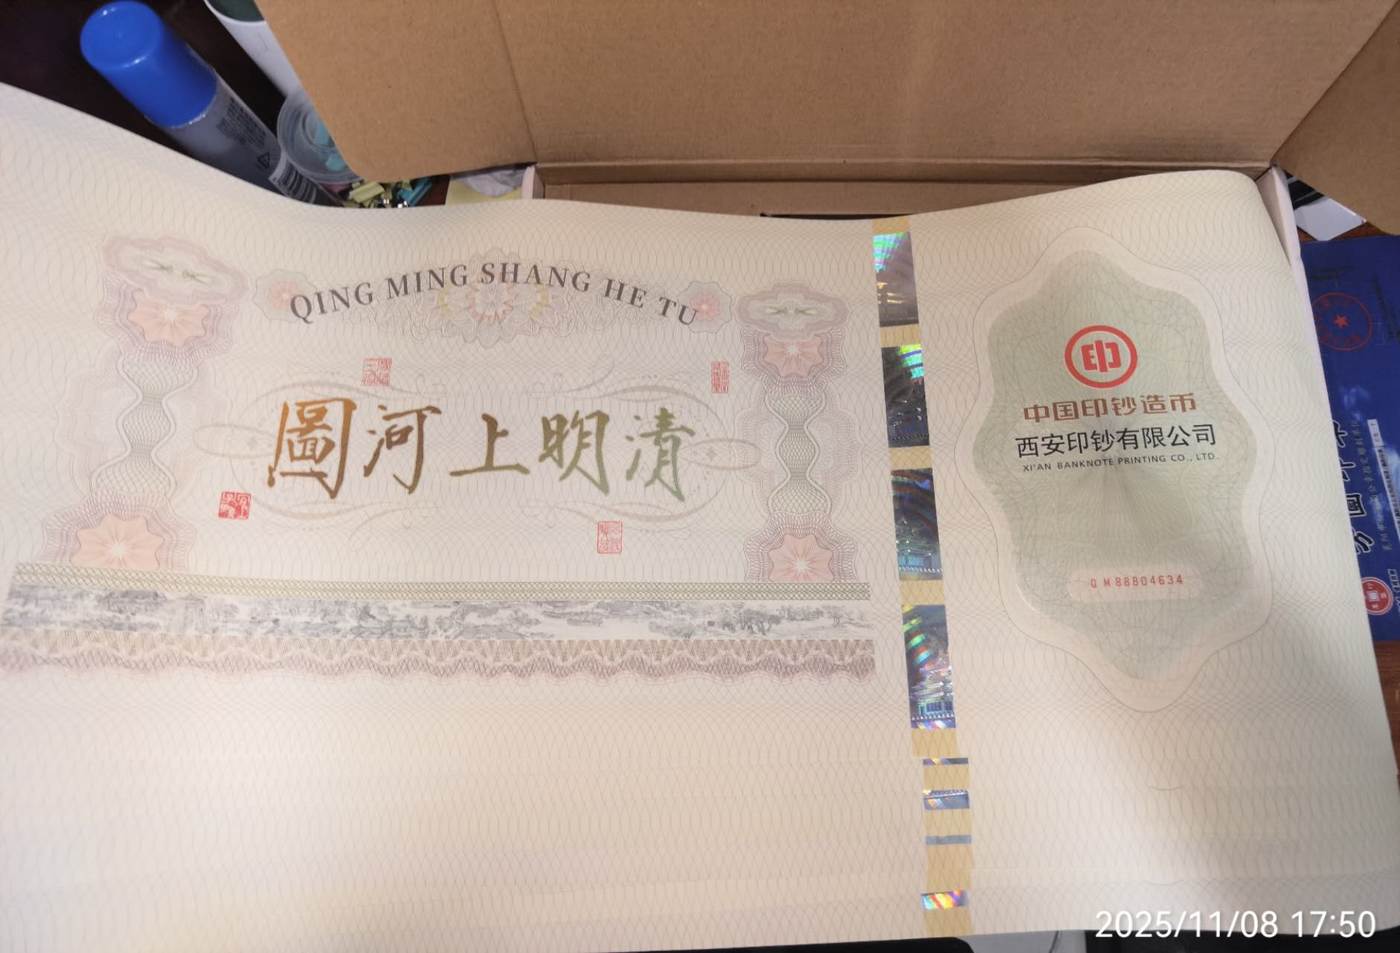 QING MING SHANG HE TU
圖河上明清
印
中国印钞造币
西安印钞有限公司
XI'AN BANKNOTE PRINTING CO., LTD.
QM88804634
2025/11/08 17:50